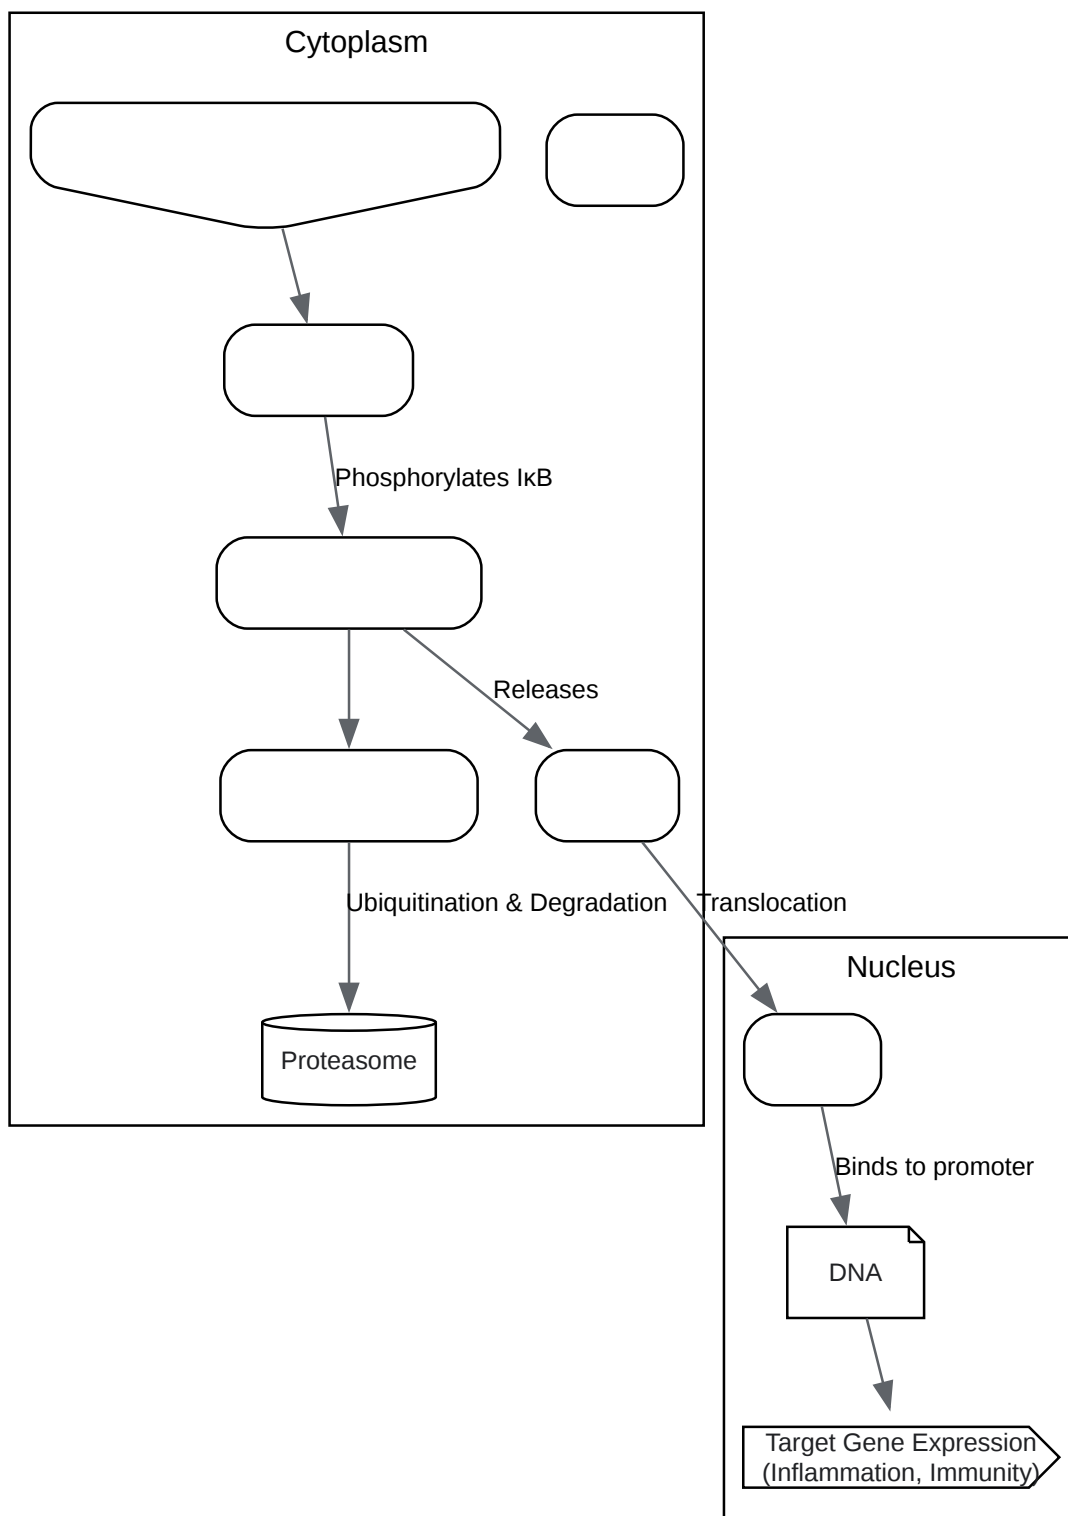 Cytoplasm
Phosphorylates IκB
Releases
Ubiquitination & Degradation
Translocation
Nucleus
Proteasome
Binds to promoter
DNA
Target Gene Expression
(Inflammation, Immunity)